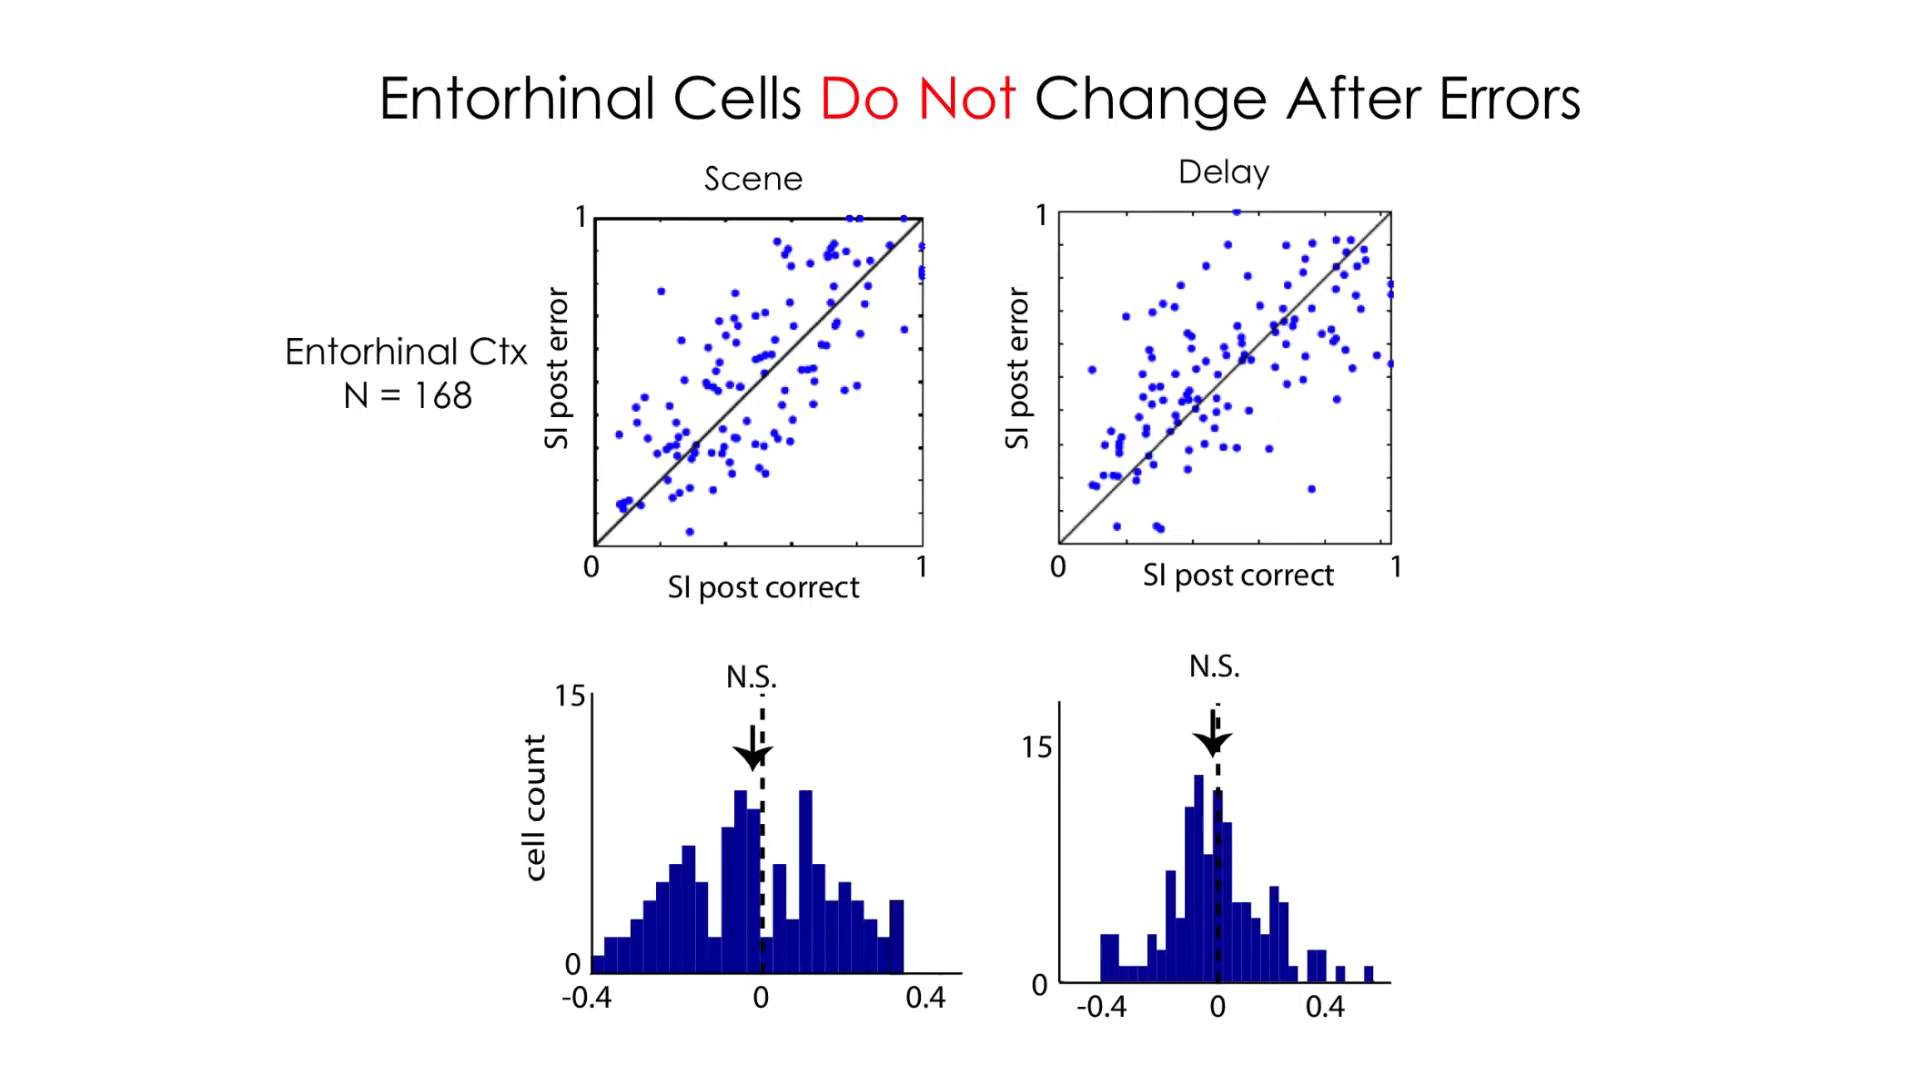 Entorhinal Cells Do Not Change After Errors
Scene
Delay
Entorhinal Ctx
N = 168
1
SI post error
0
1
SI post correct
1
SI post error
0
1
SI post correct
N.S.
15
cell count
0
-0.4
0
0.4
N.S.
15
0
-0.4
0
0.4